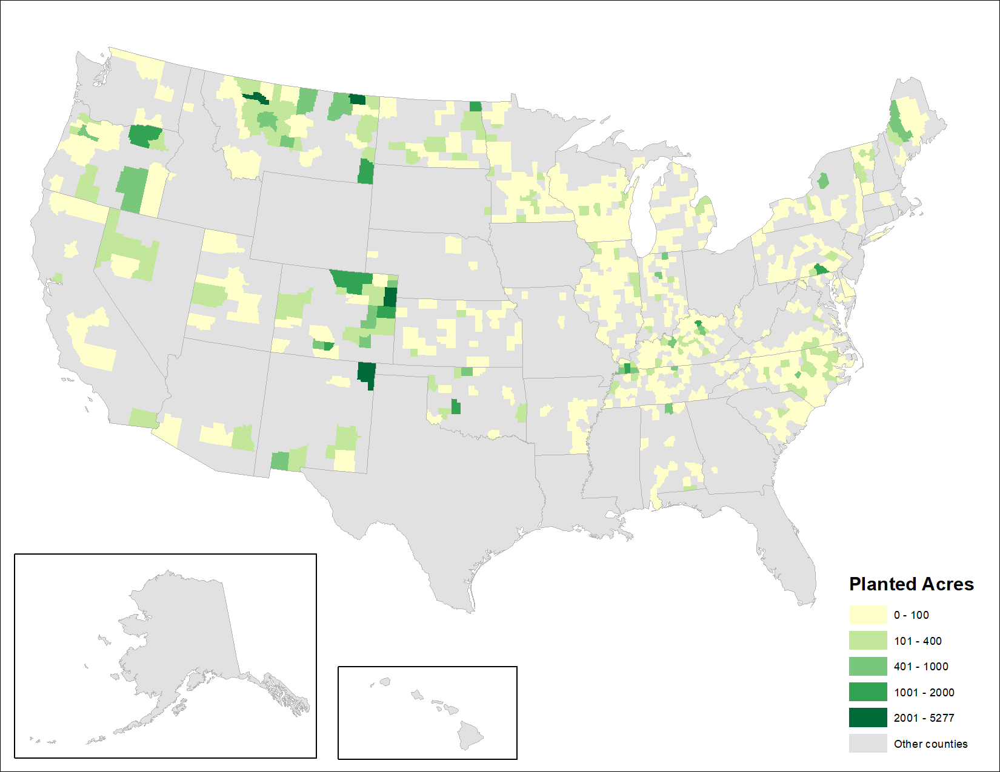 Planted Acres
0 - 100
101 - 400
401 - 1000
1001 - 2000
2001 - 5277
Other counties